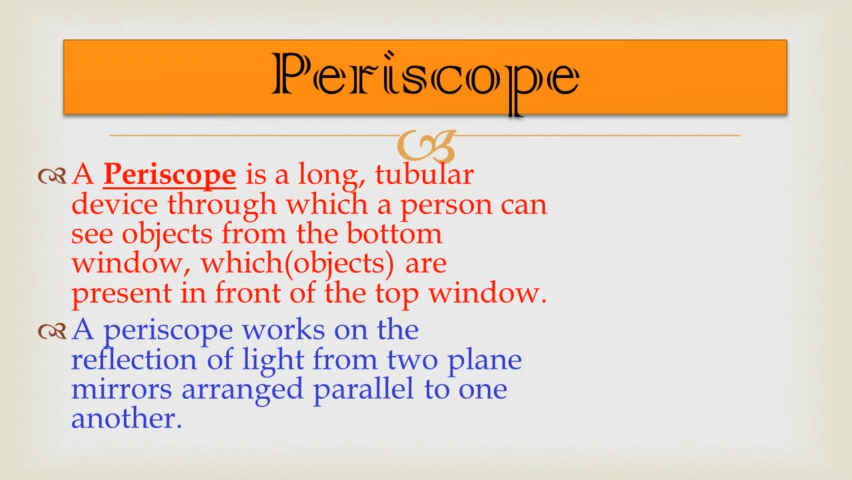 Periscope
A Periscope is a long, tubular
device through which a person can
see objects from the bottom
window, which(objects) are
present in front of the top window.
A periscope works on the
reflection of light from two plane
mirrors arranged parallel to one
another.